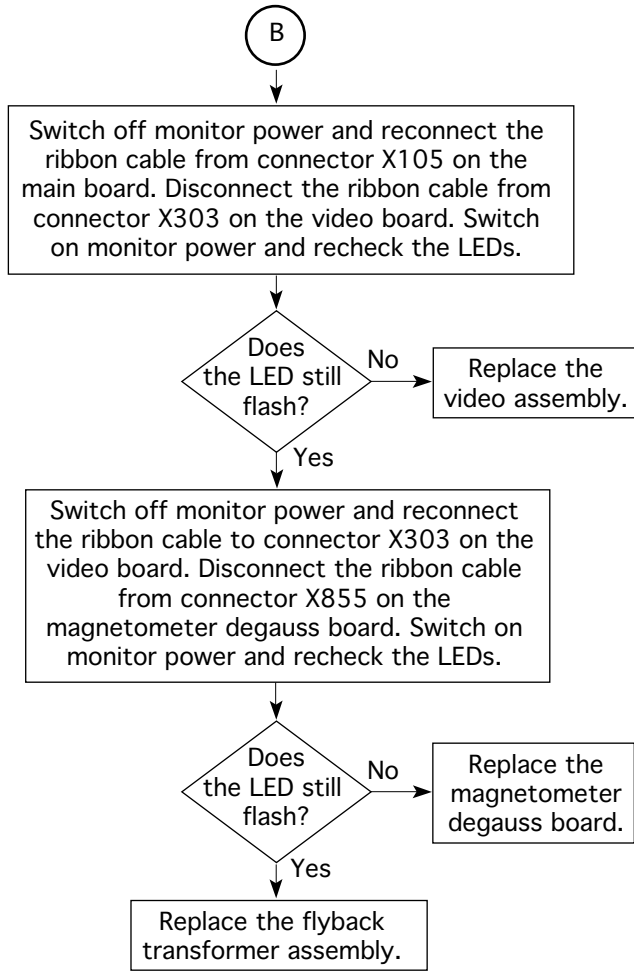 B
Switch off monitor power and reconnect the
ribbon cable from connector X105 on the
main board. Disconnect the ribbon cable from
connector X303 on the video board. Switch
on monitor power and recheck the LEDs.
Does
the LED still
flash?
No
Replace the
video assembly.
Yes
Switch off monitor power and reconnect
the ribbon cable to connector X303 on the
video board. Disconnect the ribbon cable
from connector X855 on the
magnetometer degauss board. Switch on
monitor power and recheck the LEDs.
Does
the LED still
flash?
No
Replace the
magnetometer
degauss board.
Yes
Replace the flyback
transformer assembly.